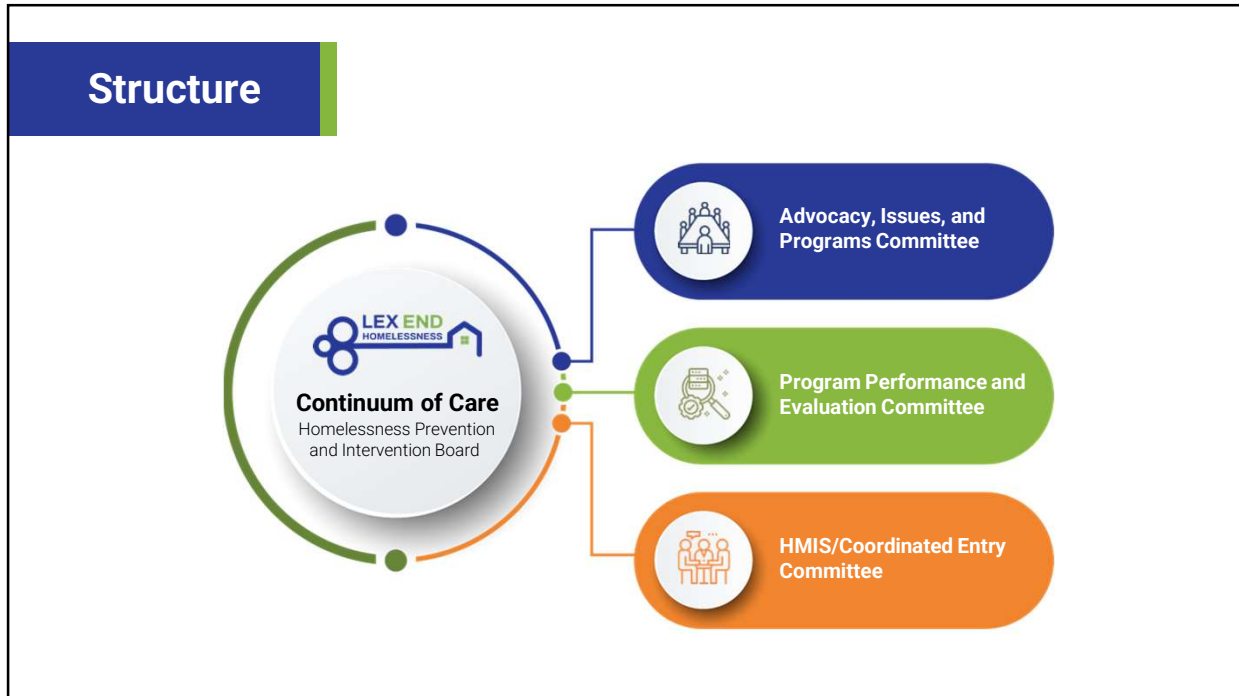 Structure
LEX END
HOMELESSNESS
Continuum of Care
Homelessness Prevention
and Intervention Board
Advocacy, Issues, and
Programs Committee
Program Performance and
Evaluation Committee
HMIS/Coordinated Entry
Committee